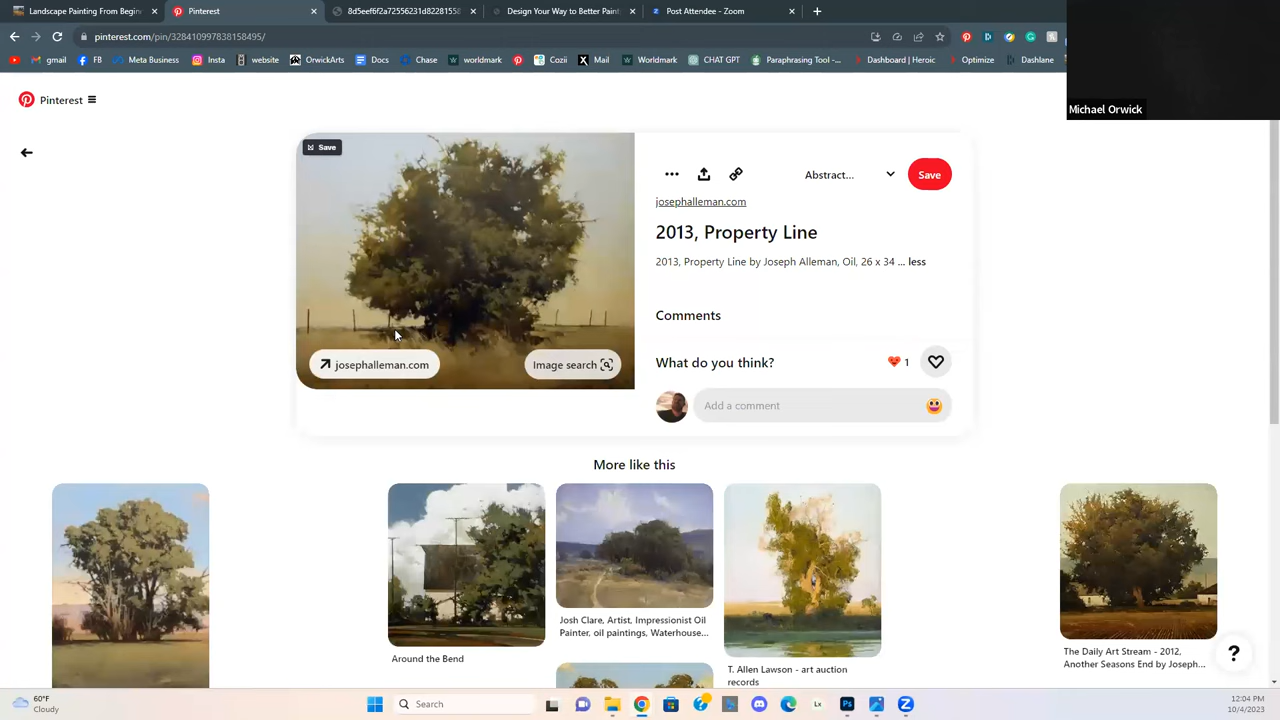 Landscape Painting From Beginn
Pinterest
8d5eef6f2a72556231d82281558
Design Your Way to Better Paint
Post Attendee - Zoom
pinterest.com/pin/328410997838158495/
gmail
FB
Meta Business
Insta
website
OrwickArts
Docs
Chase
worldmark
Cozii
Mail
Worldmark
CHAT GPT
Paraphrasing Tool -...
Dashboard | Heroic
Optimize
Dashlane
Michael Orwick
Pinterest
Save
Abstract...
Save
josephalleman.com
2013, Property Line
2013, Property Line by Joseph Alleman, Oil, 26 x 34 ... less
Comments
What do you think?
1
josephalleman.com
Image search
Add a comment
More like this
Around the Bend
Josh Clare, Artist, Impressionist Oil
Painter, oil paintings, Waterhouse...
T. Allen Lawson - art auction
records
The Daily Art Stream - 2012,
Another Seasons End by Joseph...
?
60°F
Cloudy
Search
12:04 PM
10/4/2023